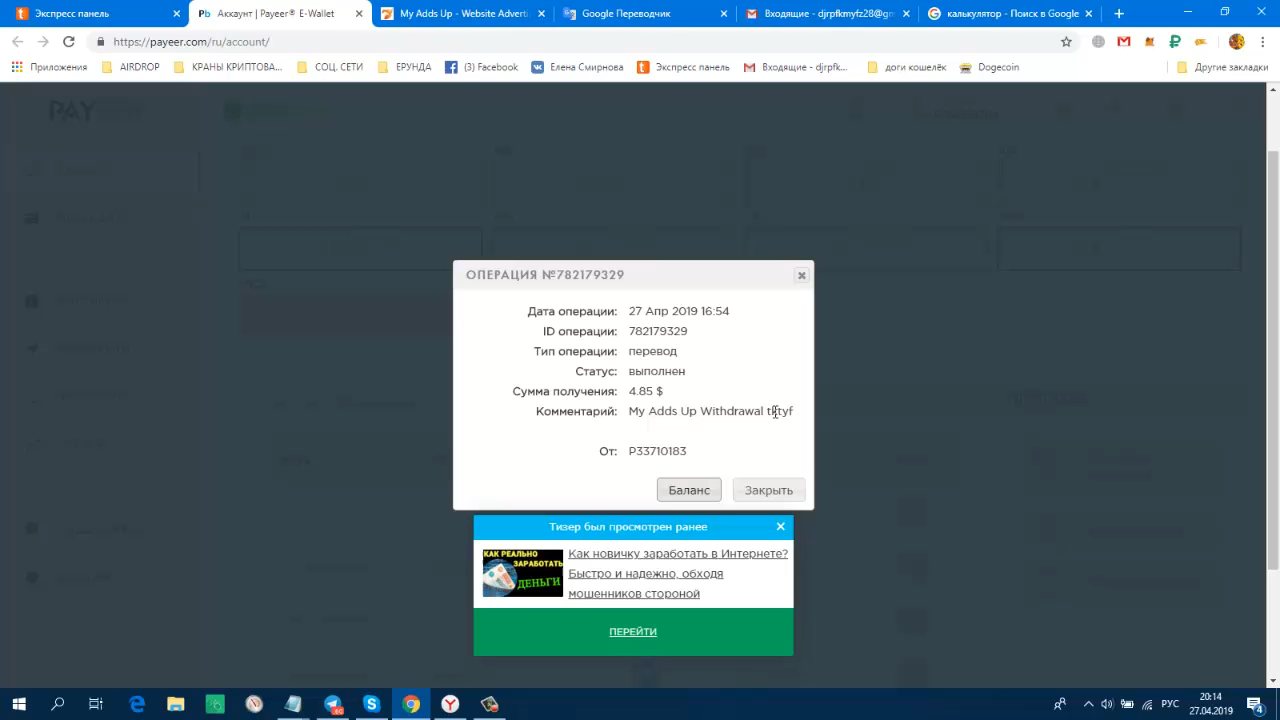 Экспресс панель
Аккаунт | Payeer® E-Wallet
My Adds Up - Website Adverti
Google Переводчик
Входящие - djrpfkmyfz28@gm
калькулятор - Поиск в Google
https://payeer.com/ru/account/
Приложения
AIRDROP
КРАНЫ КРИПТОВА...
СОЦ. СЕТИ
ЕРУНДА
(3) Facebook
Елена Смирнова
Экспресс панель
Входящие - djrpfk...
доги кошелёк
Dogecoin
Другие закладки
PAY
ОПЕРАЦИЯ №782179329
Дата операции: 27 Апр 2019 16:54
ID операции: 782179329
Тип операции: перевод
Статус: выполнен
Сумма получения: 4.85 $
Комментарий: My Adds Up Withdrawal
От: P33710183
Баланс
Закрыть
Тизер был просмотрен ранее
КАК РЕАЛЬНО
ЗАРАБОТАТЬ
ДЕНЬГИ
Как новичку заработать в Интернете?
Быстро и надежно, обходя
мошенников стороной
ПЕРЕЙТИ
РУС
20:14
27.04.2019